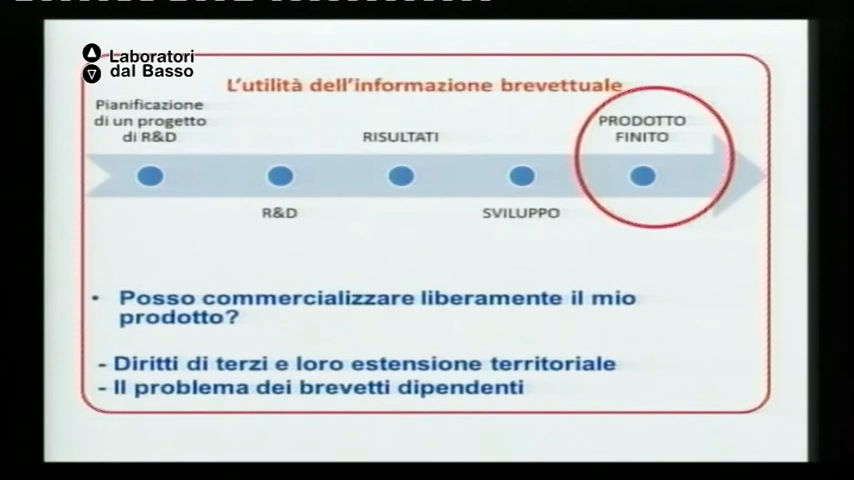 Laboratori
dal Basso
L'utilità dell'informazione brevettuale
Pianificazione
di un progetto
di R&D
RISULTATI
PRODOTTO
FINITO
R&D
SVILUPPO
• Posso commercializzare liberamente il mio
prodotto?
- Diritti di terzi e loro estensione territoriale
- Il problema dei brevetti dipendenti